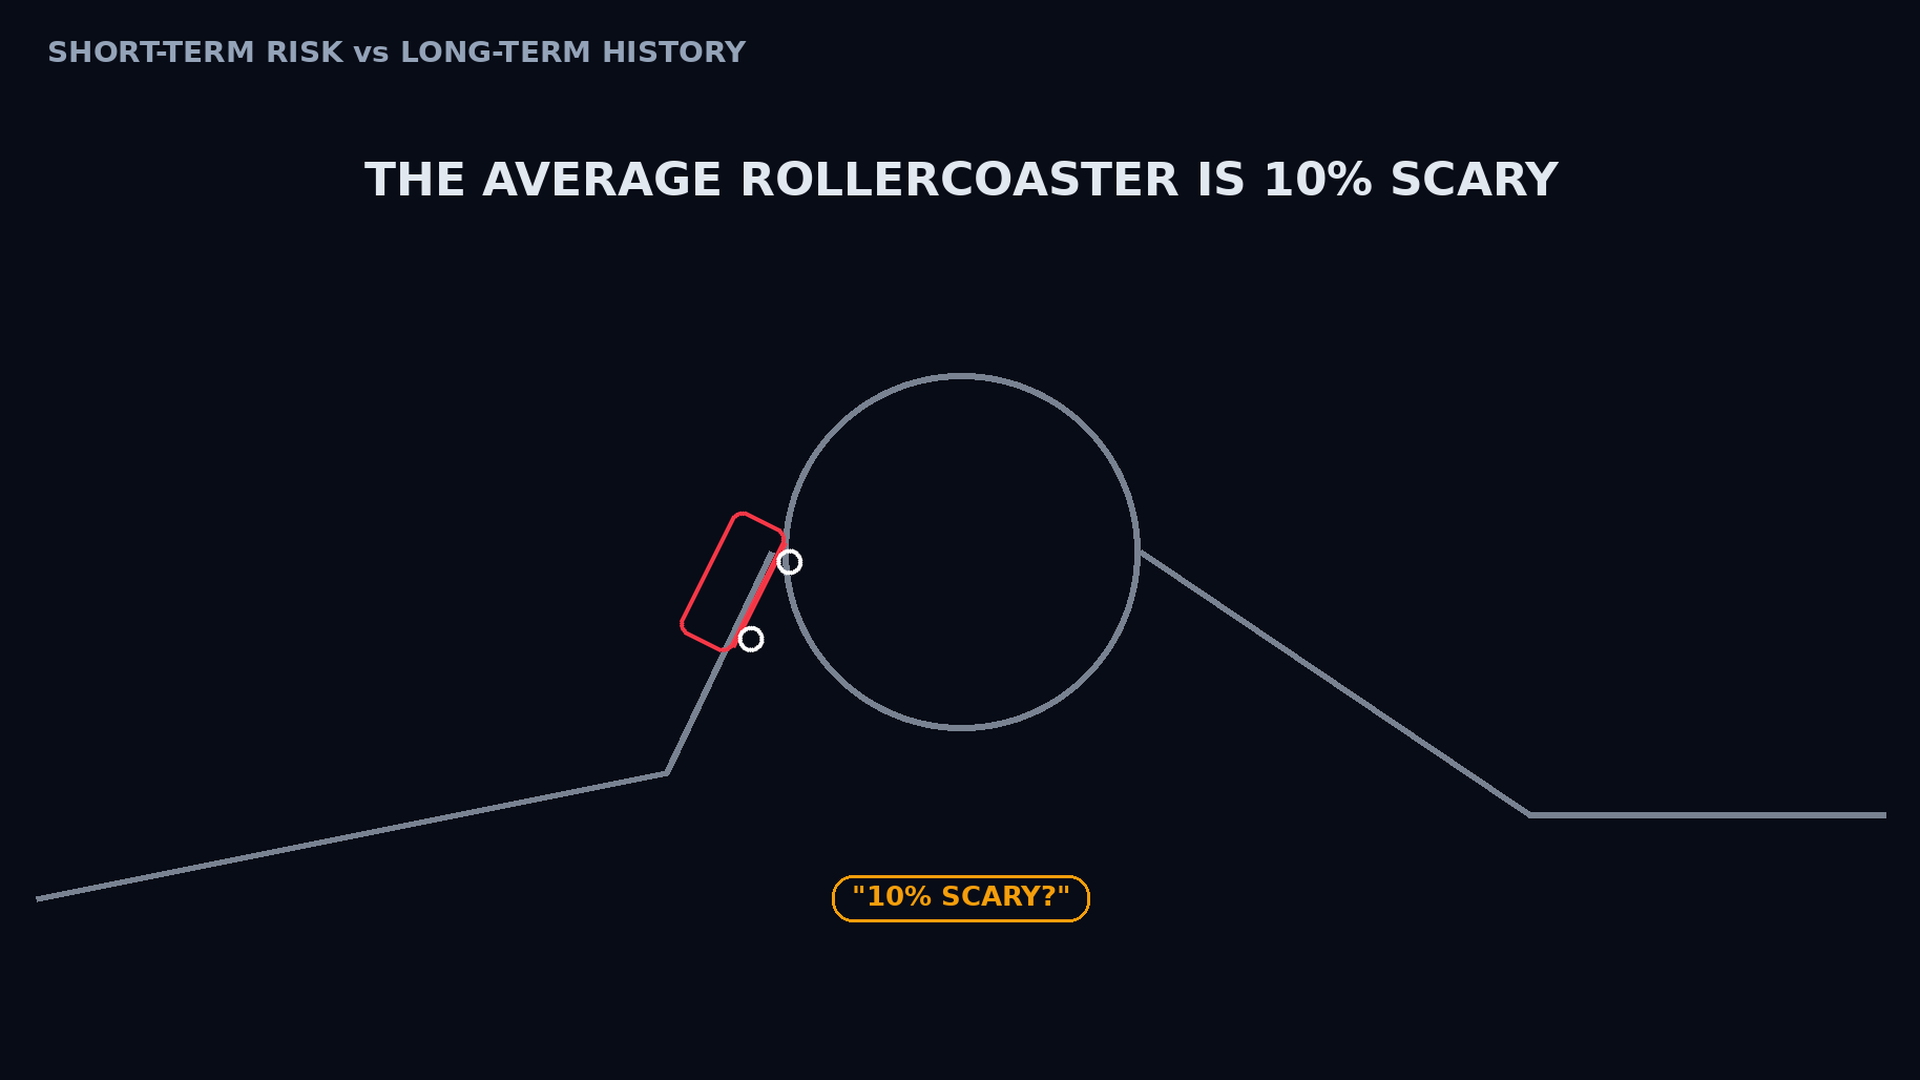 SHORT-TERM RISK vs LONG-TERM HISTORY
THE AVERAGE ROLLERCOASTER IS 10% SCARY
"10% SCARY?"